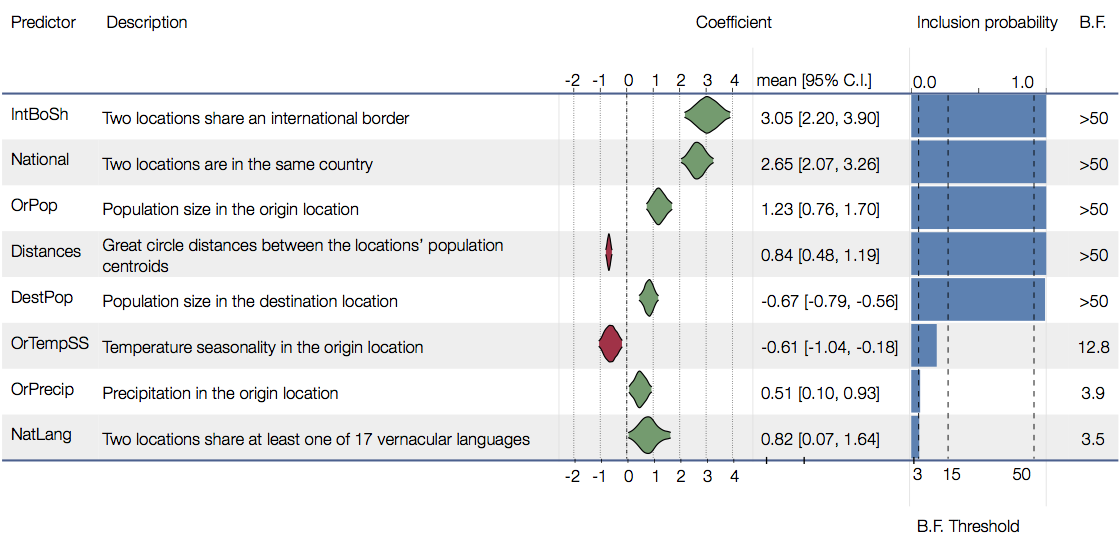 Predictor Description Coefficient Inclusion probability B.F.
-2 -1 0 1 2 3 4 mean [95% C.I.] 0.0 1.0
IntBoSh Two locations share an international border 3.05 [2.20, 3.90] >50
National Two locations are in the same country 2.65 [2.07, 3.26] >50
OrPop Population size in the origin location 1.23 [0.76, 1.70] >50
Distances Great circle distances between the locations’ population
centroids 0.84 [0.48, 1.19] >50
DestPop Population size in the destination location -0.67 [-0.79, -0.56] >50
OrTempSS Temperature seasonality in the origin location -0.61 [-1.04, -0.18] 12.8
OrPrecip Precipitation in the origin location 0.51 [0.10, 0.93] 3.9
NatLang Two locations share at least one of 17 vernacular languages 0.82 [0.07, 1.64] 3.5
-2 -1 0 1 2 3 4 3 15 50
B.F. Threshold